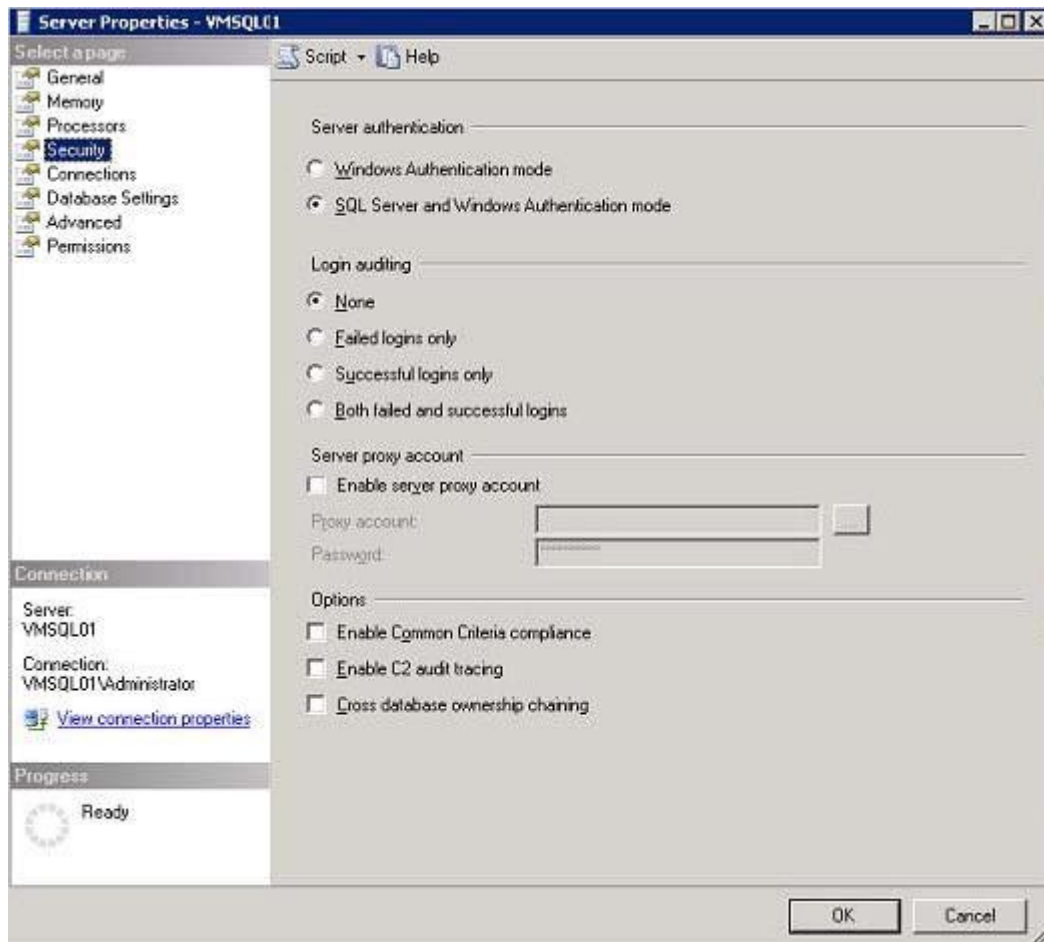 Server Properties - VMSQL01
Select a page
General
Memory
Processors
Security
Connections
Database Settings
Advanced
Permissions
Connection
Server:
VMSQL01
Connection:
VMSQL01\Administrator
View connection properties
Progress
Ready
Script Help
Server authentication
Windows Authentication mode
SQL Server and Windows Authentication mode
Login auditing
None
Failed logins only
Successful logins only
Both failed and successful logins
Server proxy account
Enable server proxy account
Proxy account:
...
Password:
Options
Enable Common Criteria compliance
Enable C2 audit tracing
Cross database ownership chaining
OK Cancel